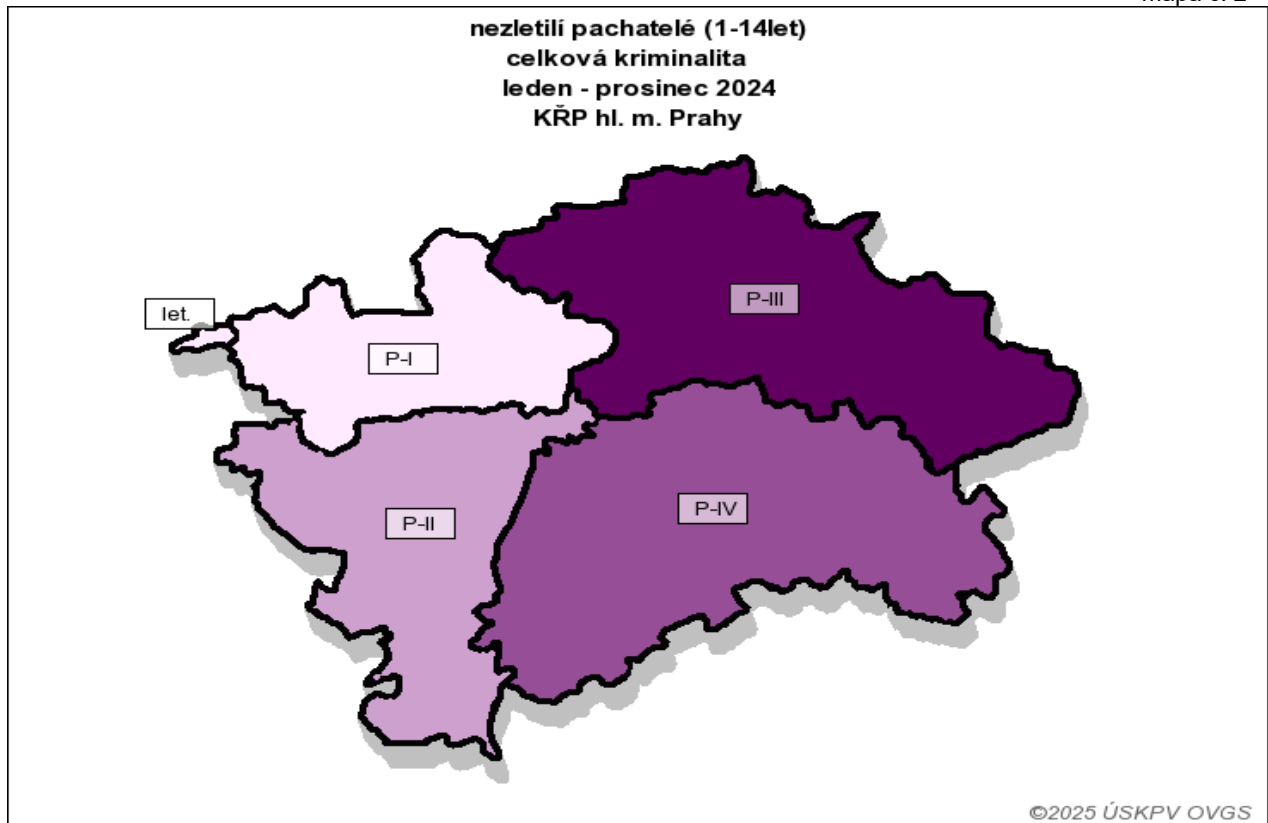 nezletilí pachatelé (1-14let)
celková kriminalita
leden - prosinec 2024
KŘP hl. m. Prahy
P-III
let.
P-I
P-IV
P-II
©2025 ÚSKPV OVGS